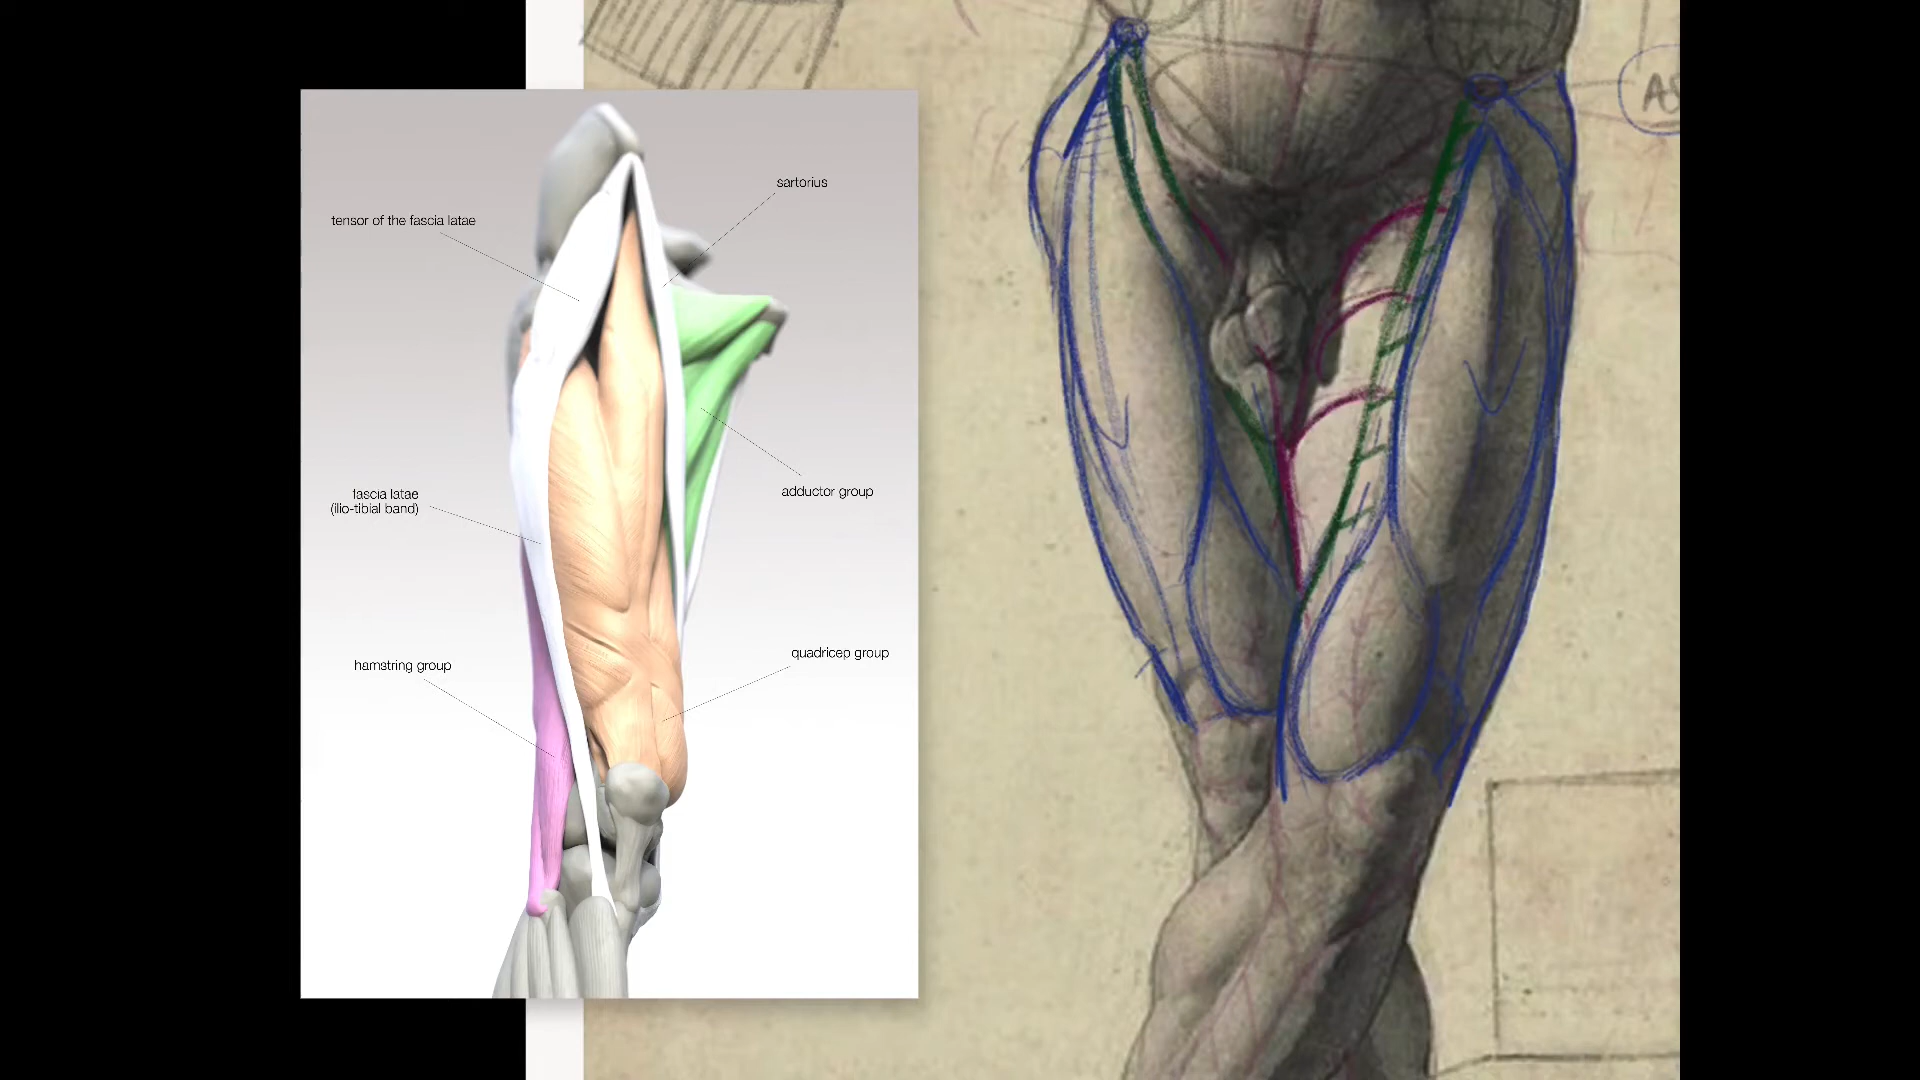 sartorius
tensor of the fascia latae
adductor group
fascia latae
(ilio-tibial band)
quadricep group
hamstring group